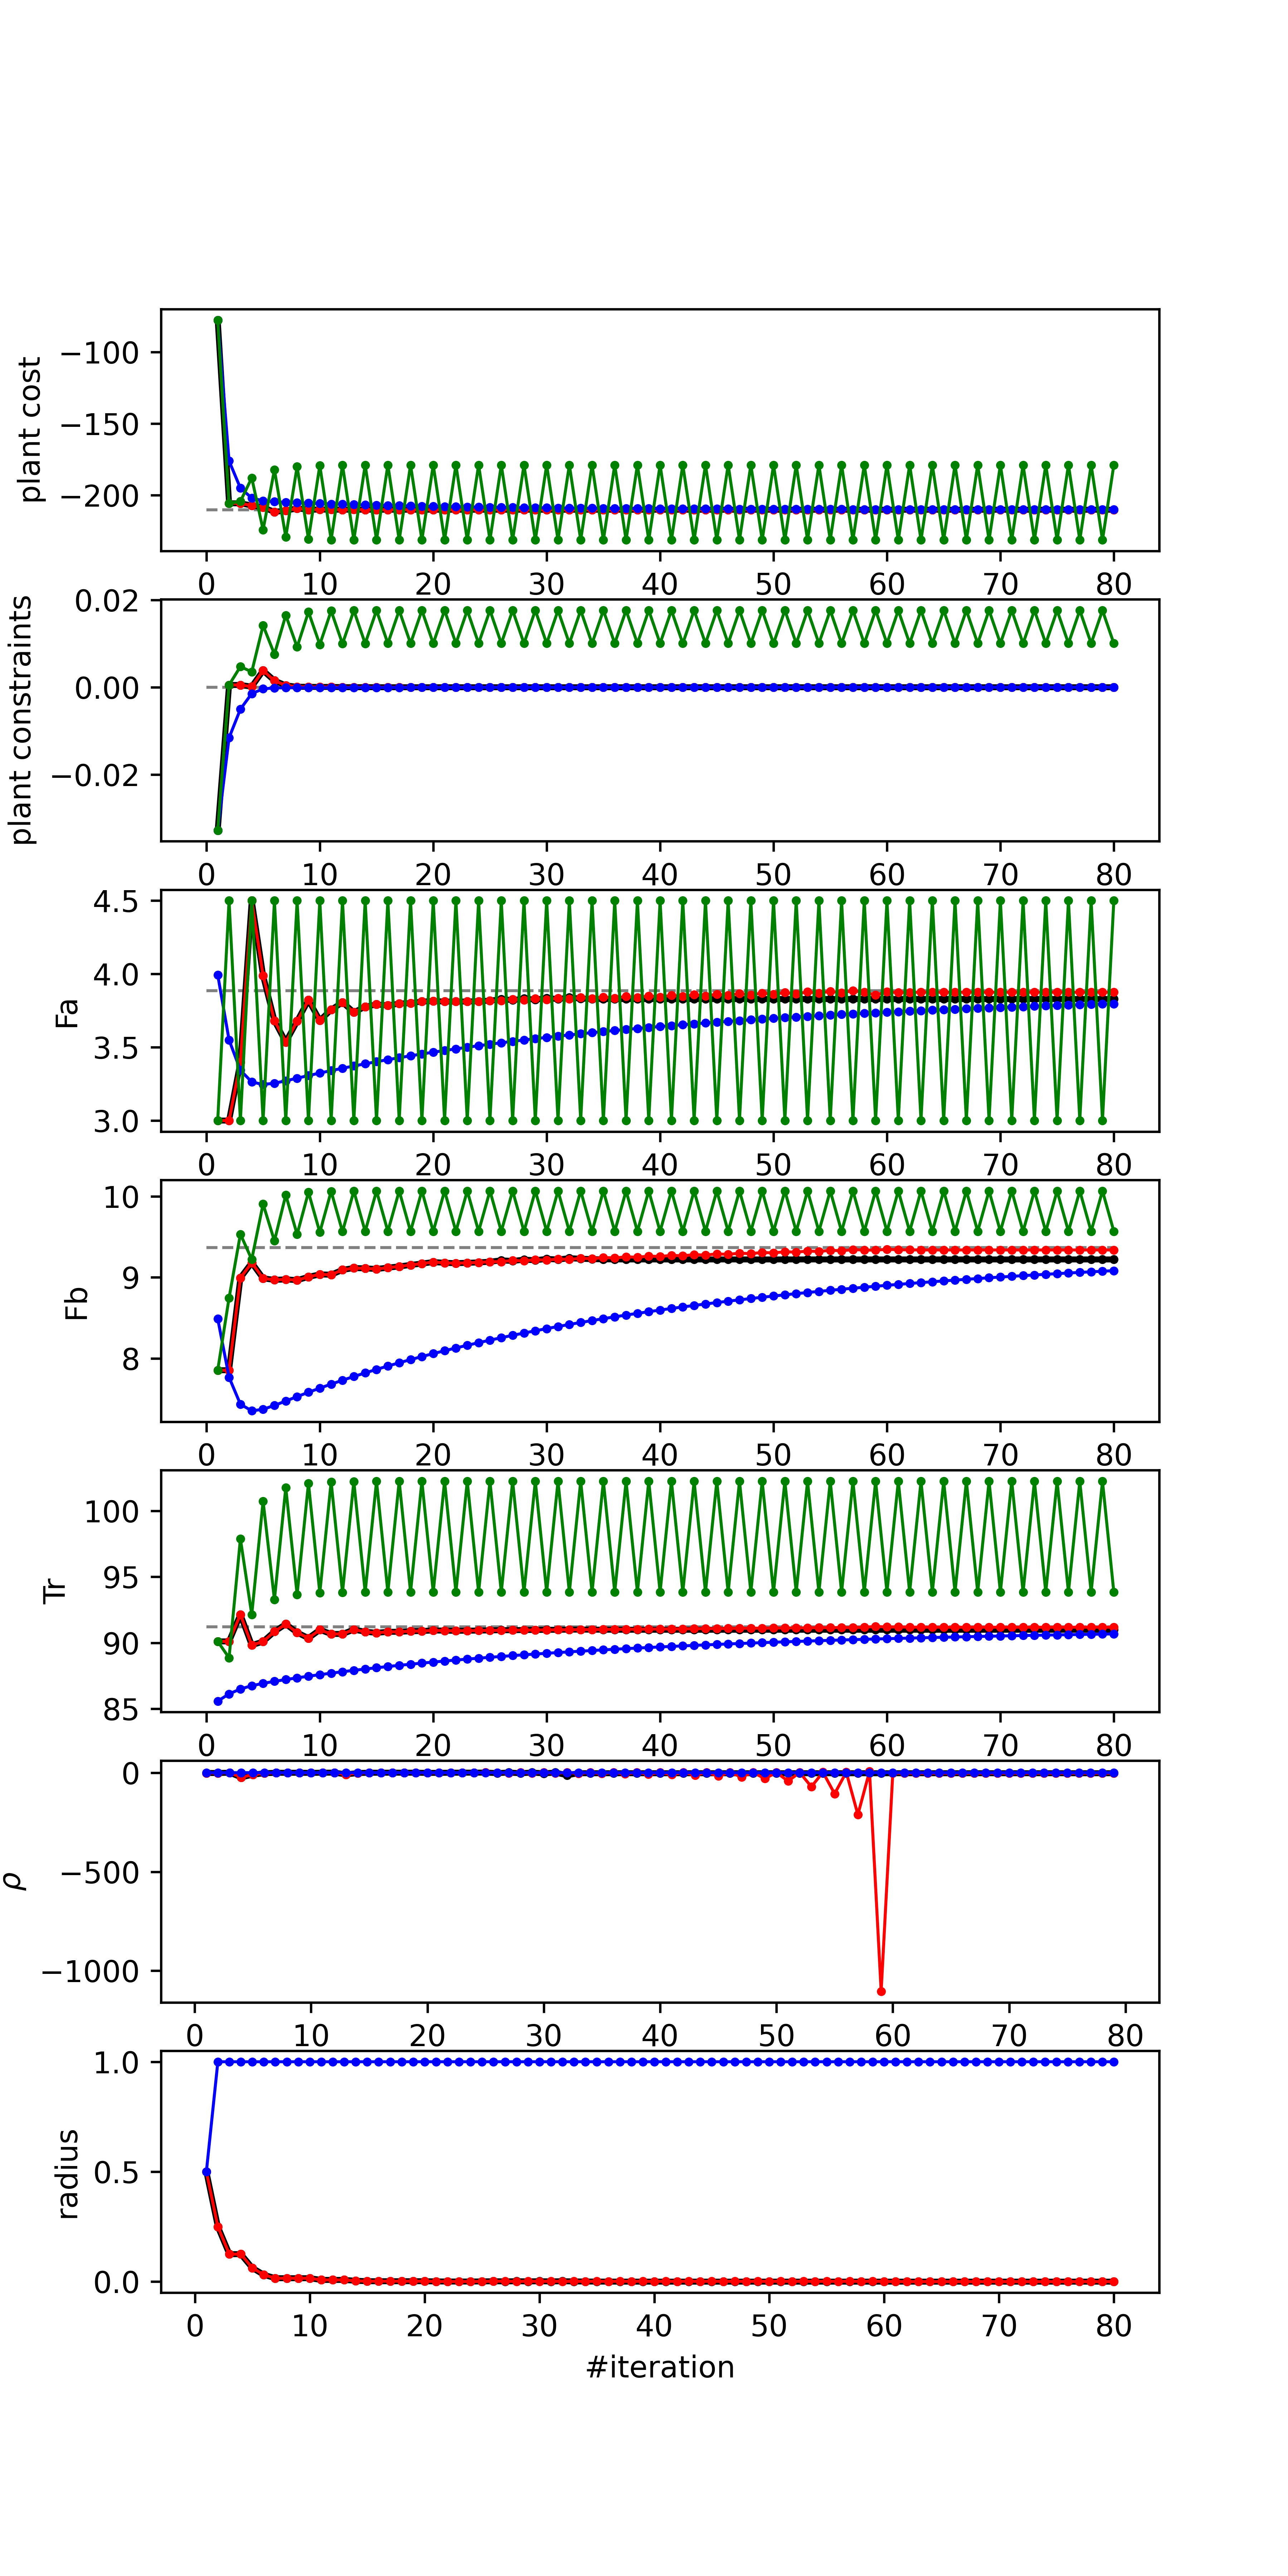 plant cost
−100
−150
−200
0 10 20 30 40 50 60 70 80
plant constraints
0.02
0.00
−0.02
0 10 20 30 40 50 60 70 80
Fa
4.5
4.0
3.5
3.0
0 10 20 30 40 50 60 70 80
Fb
10
9
8
0 10 20 30 40 50 60 70 80
Tr
100
95
90
85
0 10 20 30 40 50 60 70 80
ρ
0
−500
−1000
0 10 20 30 40 50 60 70 80
radius
1.0
0.5
0.0
0 10 20 30 40 50 60 70 80
#iteration